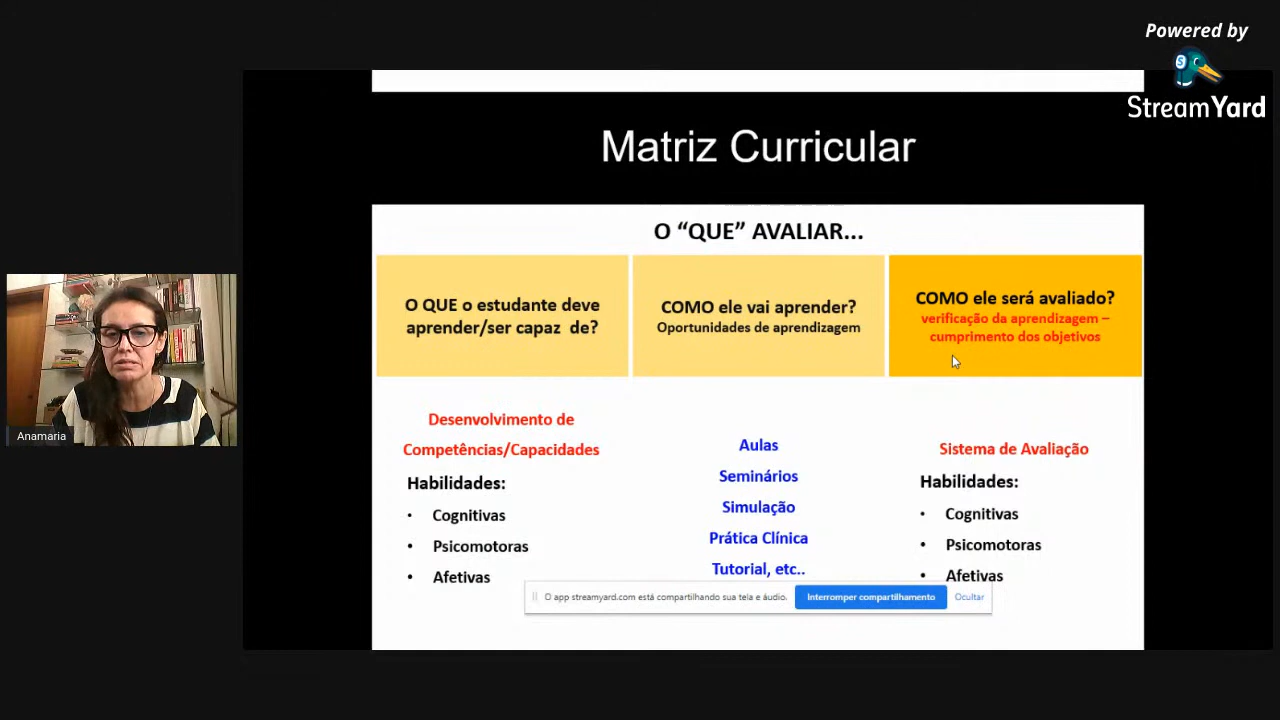 Powered by
StreamYard
Matriz Curricular
O “QUE” AVALIAR...
O QUE o estudante deve
aprender/ser capaz de?
COMO ele vai aprender?
Oportunidades de aprendizagem
COMO ele será avaliado?
verificação da aprendizagem –
cumprimento dos objetivos
Desenvolvimento de
Competências/Capacidades
Habilidades:
• Cognitivas
• Psicomotoras
• Afetivas
Aulas
Seminários
Simulação
Prática Clínica
Tutorial, etc..
Sistema de Avaliação
Habilidades:
• Cognitivas
• Psicomotoras
• Afetivas
O app streamyard.com está compartilhando sua tela e áudio.
Interromper compartilhamento
Ocultar
Anamaria